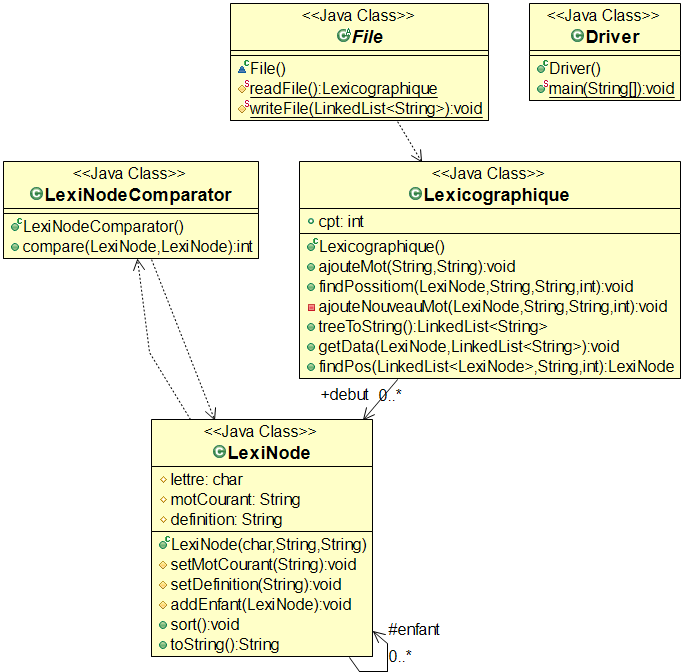 <<Java Class>>
File
File()
readFile():Lexicographique
writeFile(LinkedList<String>):void
<<Java Class>>
Driver
Driver()
main(String[]):void
<<Java Class>>
LexiNodeComparator
LexiNodeComparator()
compare(LexiNode,LexiNode):int
<<Java Class>>
Lexicographique
cpt: int
Lexicographique()
ajouteMot(String,String):void
findPossitiom(LexiNode,String,String,int):void
ajouteNouveauMot(LexiNode,String,String,int):void
treeToString():LinkedList<String>
getData(LexiNode,LinkedList<String>):void
findPos(LinkedList<LexiNode>,String,int):LexiNode
+debut 0..*
<<Java Class>>
LexiNode
lettre: char
motCourant: String
definition: String
LexiNode(char,String,String)
setMotCourant(String):void
setDefinition(String):void
addEnfant(LexiNode):void
sort():void
toString():String
#enfant
0..*